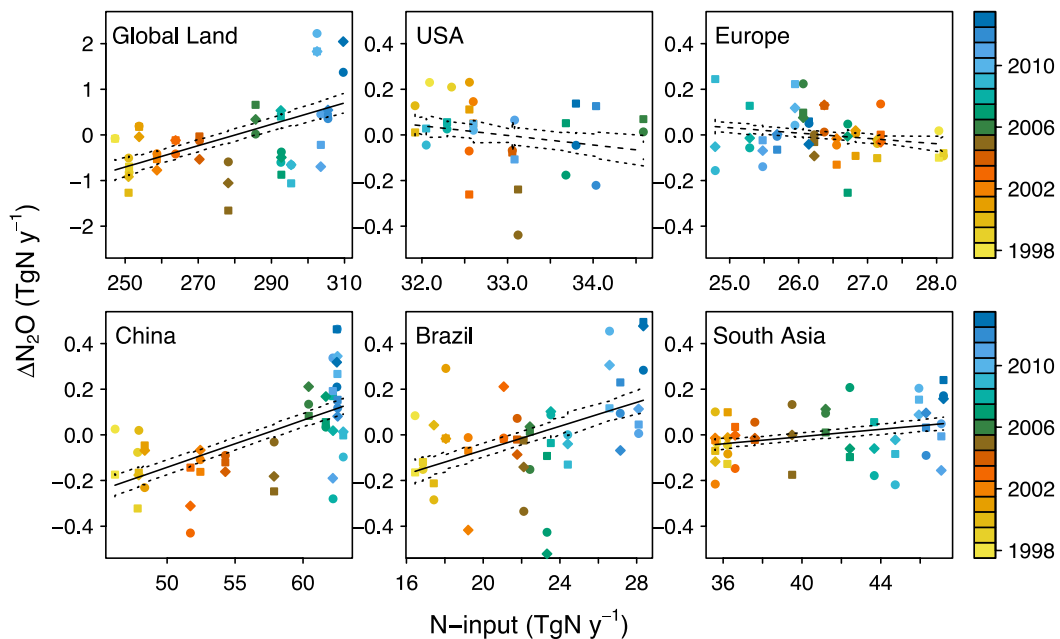 Global Land
USA
Europe
2
1
0
−1
−2
0.4
0.2
0.0
−0.2
−0.4
0.4
0.2
0.0
−0.2
−0.4
2010
2006
2002
1998
250 270 290 310
32.0 33.0 34.0
25.0 26.0 27.0 28.0
ΔN₂O (TgN y⁻¹)
China
Brazil
South Asia
0.4
0.2
0.0
−0.2
−0.4
0.4
0.2
0.0
−0.2
−0.4
0.4
0.2
0.0
−0.2
−0.4
2010
2006
2002
1998
50 55 60
16 20 24 28
36 40 44
N−input (TgN y⁻¹)